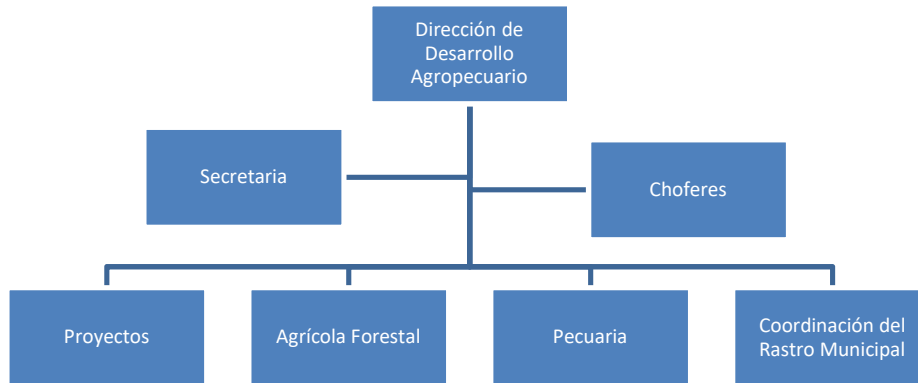 Dirección de
Desarrollo
Agropecuario
Secretaria
Choferes
Proyectos
Agrícola Forestal
Pecuaria
Coordinación del
Rastro Municipal